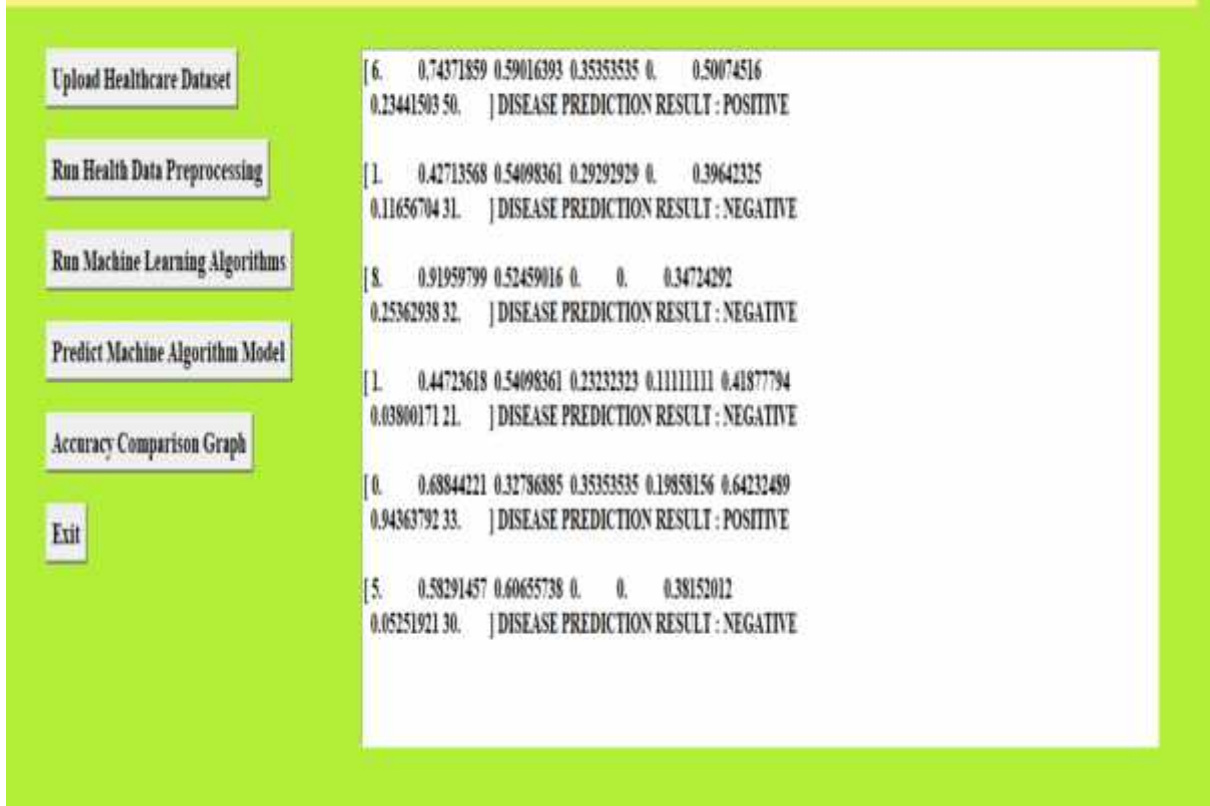 Upload Healthcare Dataset
Run Health Data Preprocessing
Run Machine Learning Algorithms
Predict Machine Algorithm Model
Accuracy Comparison Graph
Exit
[ 6. 0.74371859 0.59016393 0.35353535 0. 0.50074516
0.23441503 50. ] DISEASE PREDICTION RESULT : POSITIVE
[ 1. 0.42713568 0.54098361 0.29292929 0. 0.39642325
0.11656704 31. ] DISEASE PREDICTION RESULT : NEGATIVE
[ 8. 0.91959799 0.52459016 0. 0. 0.34724292
0.25362938 32. ] DISEASE PREDICTION RESULT : NEGATIVE
[ 1. 0.44723618 0.54098361 0.23232323 0.11111111 0.41877794
0.03800171 21. ] DISEASE PREDICTION RESULT : NEGATIVE
[ 0. 0.68844221 0.32786885 0.35353535 0.19858156 0.64232489
0.94363792 33. ] DISEASE PREDICTION RESULT : POSITIVE
[ 5. 0.58291457 0.60655738 0. 0. 0.38152012
0.05251921 30. ] DISEASE PREDICTION RESULT : NEGATIVE